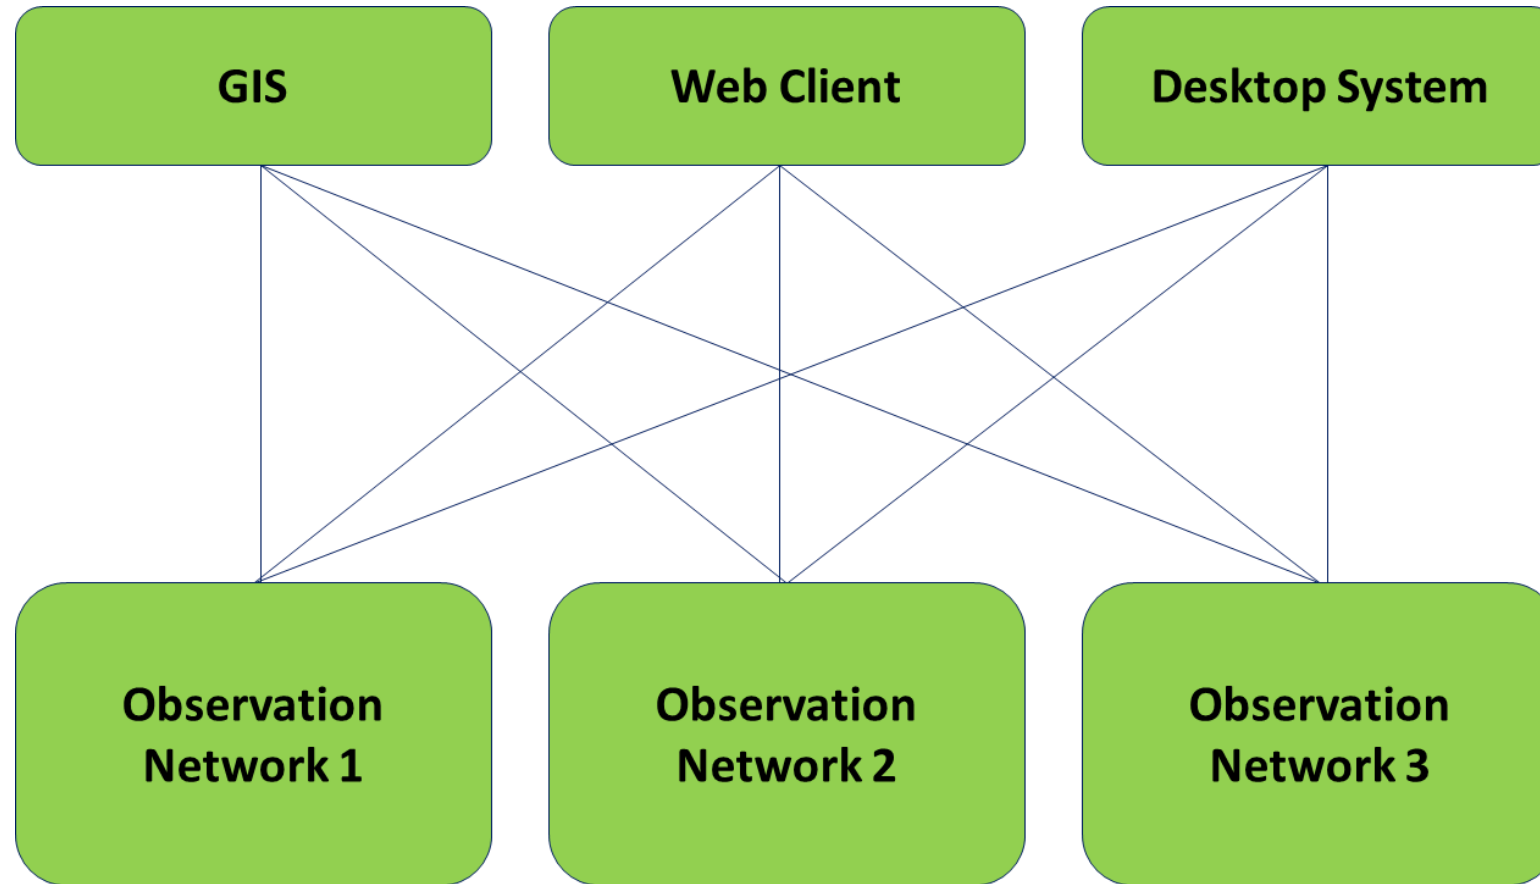 GIS
Web Client
Desktop System
Observation
Network 1
Observation
Network 2
Observation
Network 3